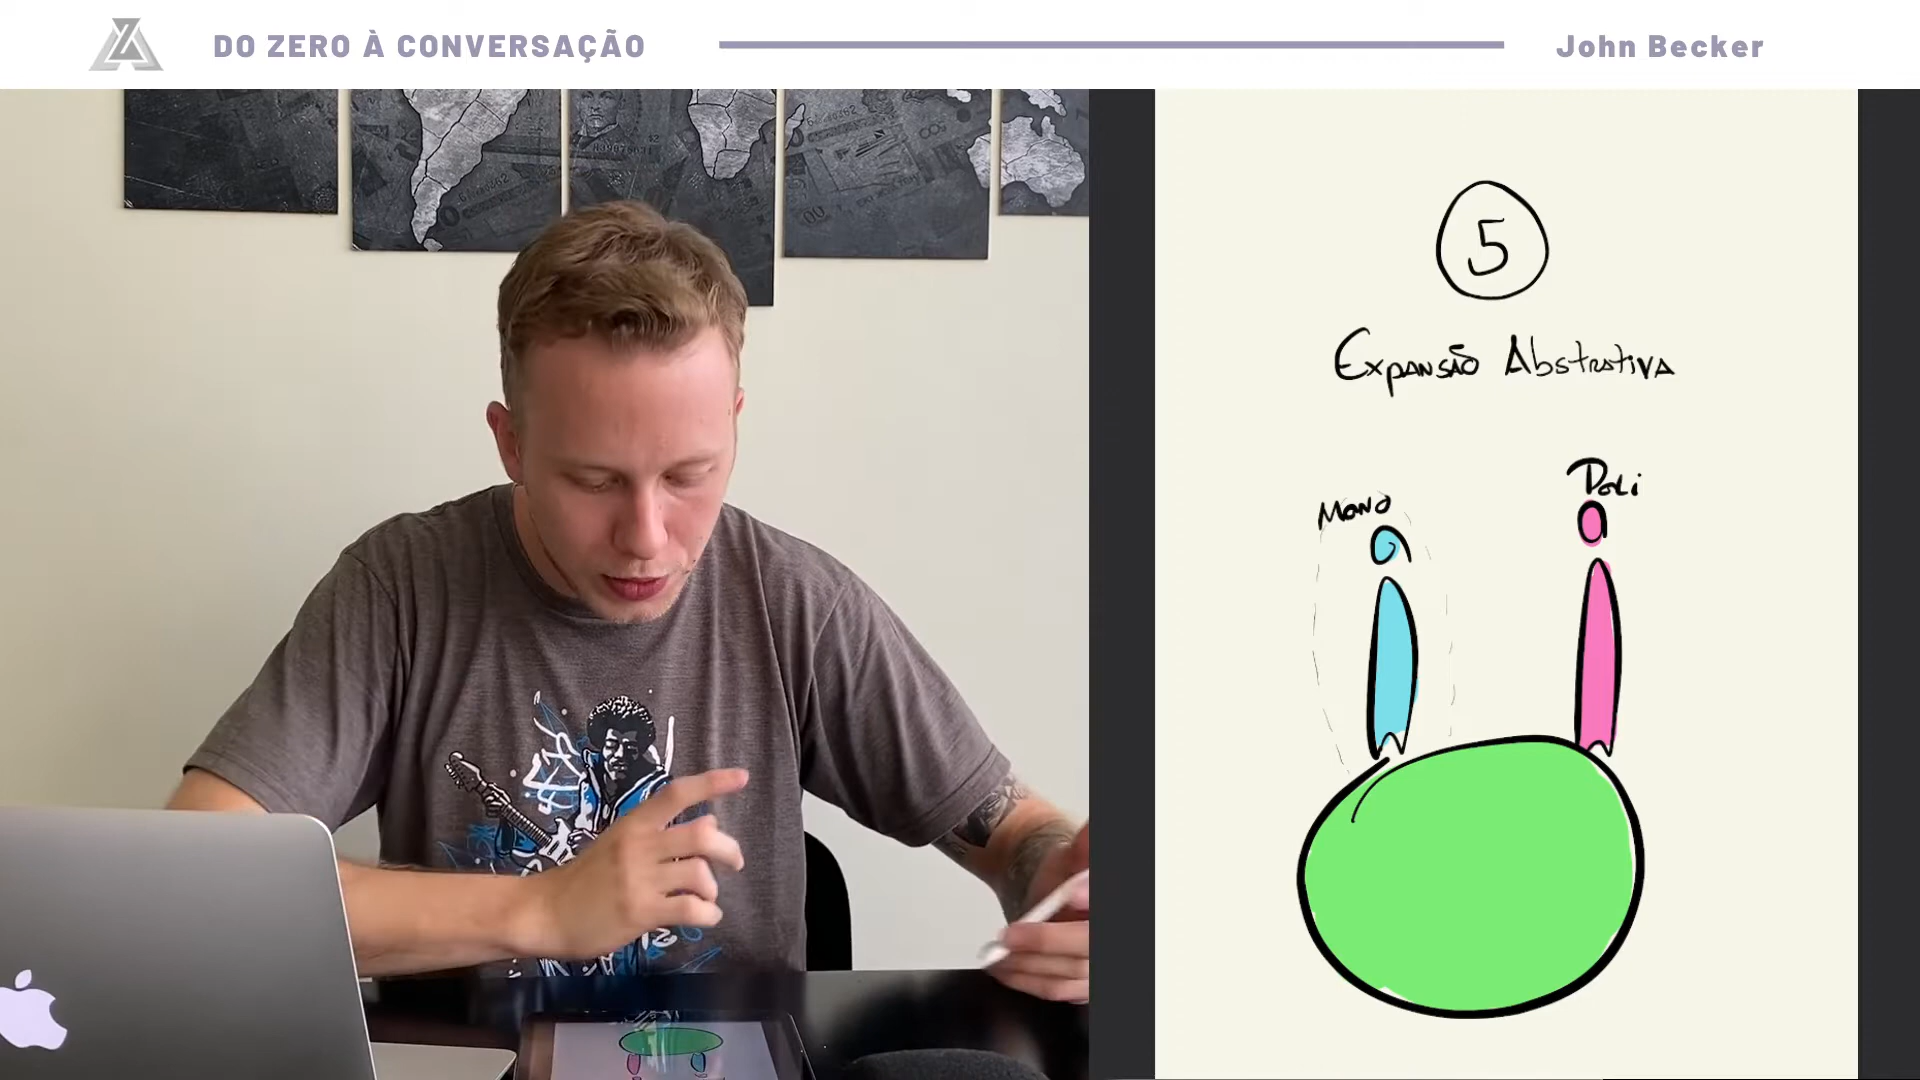 DO ZERO À CONVERSAÇÃO
John Becker
5
Expansão Abstrativa
Mono
Poli